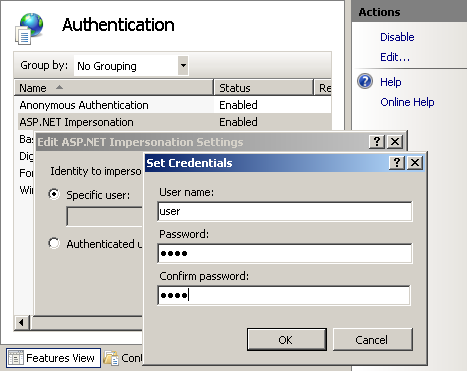 Authentication
Group by: No Grouping
Name Status Re
Anonymous Authentication Enabled
ASP.NET Impersonation Enabled
Bas
Dig
For
Win
Edit ASP.NET Impersonation Settings
Identity to imperso
Specific user:
Authenticated u
Set Credentials
User name:
user
Password:
••••
Confirm password:
••••
OK Cancel
Features View Cont
Actions
Disable
Edit...
Help
Online Help